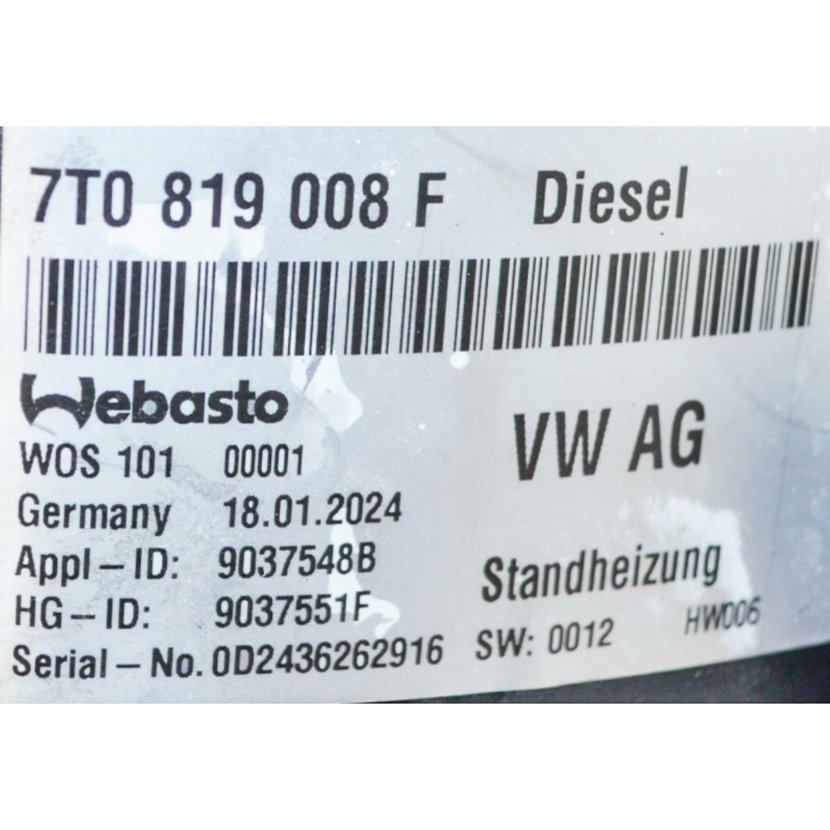 7T0 819 008 F Diesel
Webasto
VW AG
WOS 101 00001
Germany 18.01.2024
Appl-ID: 9037548B
Standheizung
HG-ID: 9037551F
SW: 0012 HW006
Serial-No. 0D2436262916